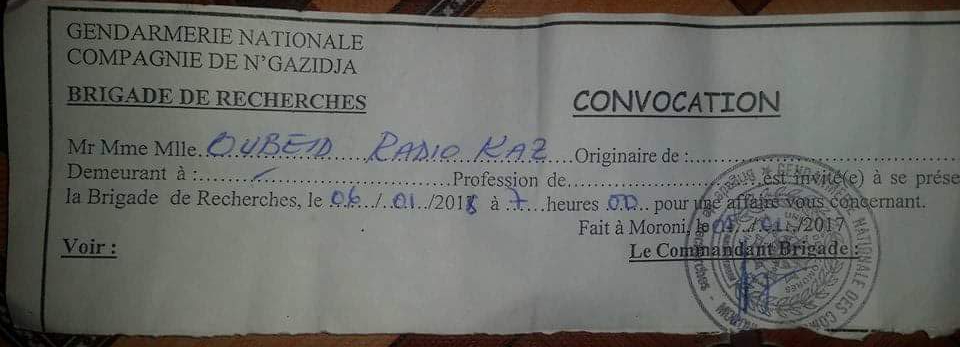 GENDARMERIE NATIONALE
COMPAGNIE DE N'GAZIDJA
BRIGADE DE RECHERCHES
CONVOCATION
Mr Mme Mlle..OUBEID RADIO KAZ....Originaire de :
Demeurant à :........Profession de........est invité(e) à se prése
la Brigade de Recherches, le 06../.01../2018 à 7...heures 00.. pour une affaire vous concernant.
Fait à Moroni, le ../01../2017
Voir :
Le Commandant Brigade :